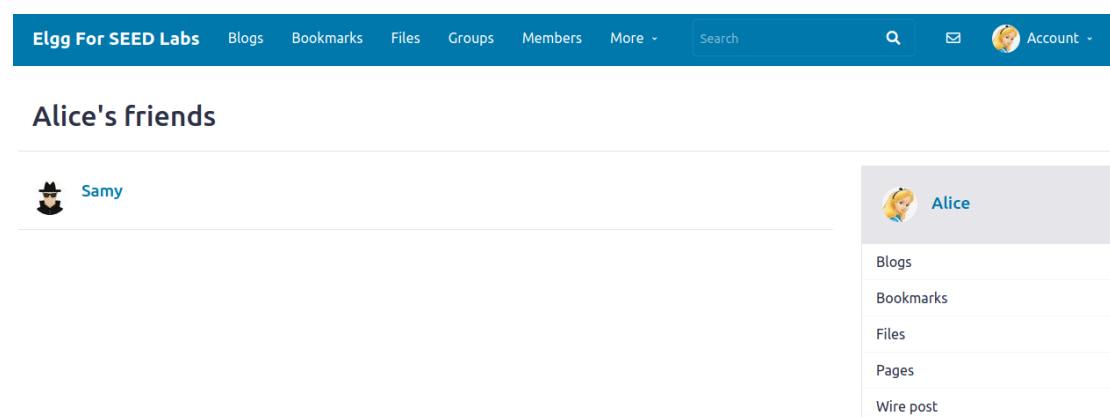 Elgg For SEED Labs Blogs Bookmarks Files Groups Members More Search Account
Alice's friends
Samy
Alice
Blogs
Bookmarks
Files
Pages
Wire post